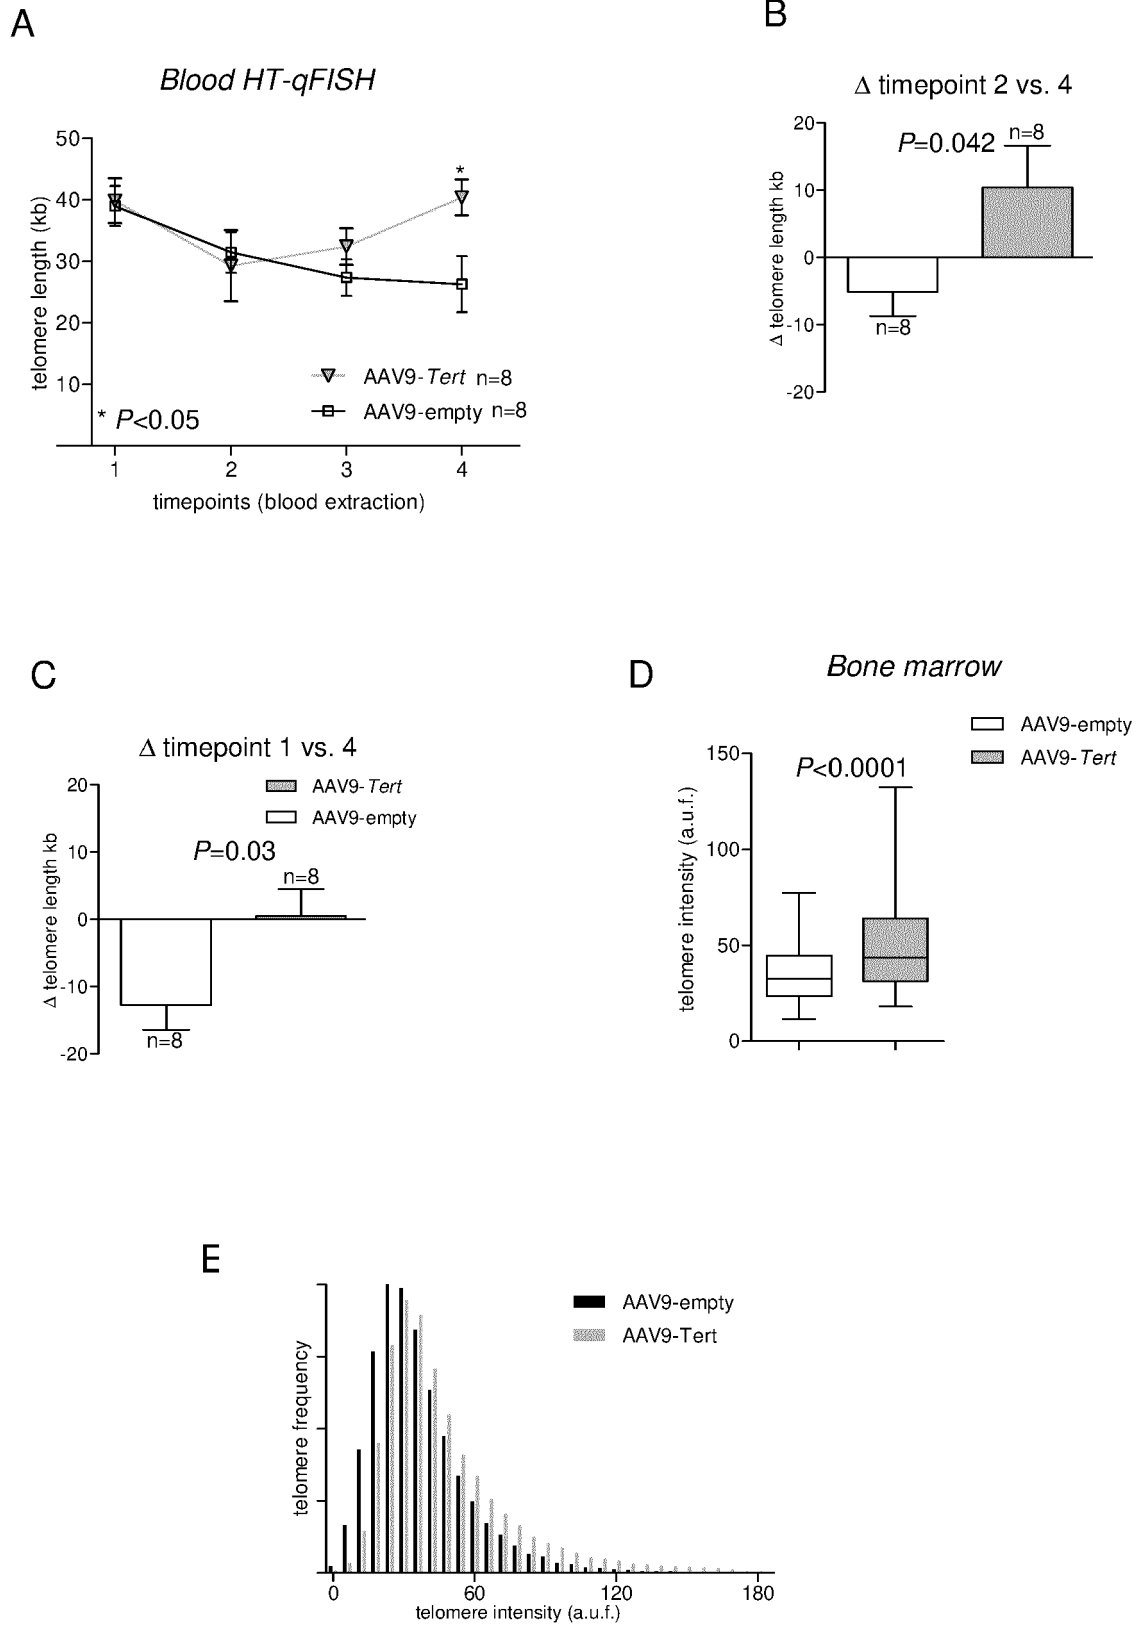 A
Blood HT-qFISH
50
40
30
20
10
telomere length (kb)
*
AAV9-Tert n=8
AAV9-empty n=8
* P<0.05
1 2 3 4
timepoints (blood extraction)
B
Δ timepoint 2 vs. 4
20
10
0
-10
-20
Δ telomere length kb
P=0.042
n=8
n=8
C
Δ timepoint 1 vs. 4
20
10
0
-10
-20
Δ telomere length kb
AAV9-Tert
AAV9-empty
P=0.03
n=8
n=8
D
Bone marrow
AAV9-empty
AAV9-Tert
150
100
50
0
telomere intensity (a.u.f.)
P<0.0001
E
telomere frequency
AAV9-empty
AAV9-Tert
0 60 120 180
telomere intensity (a.u.f.)